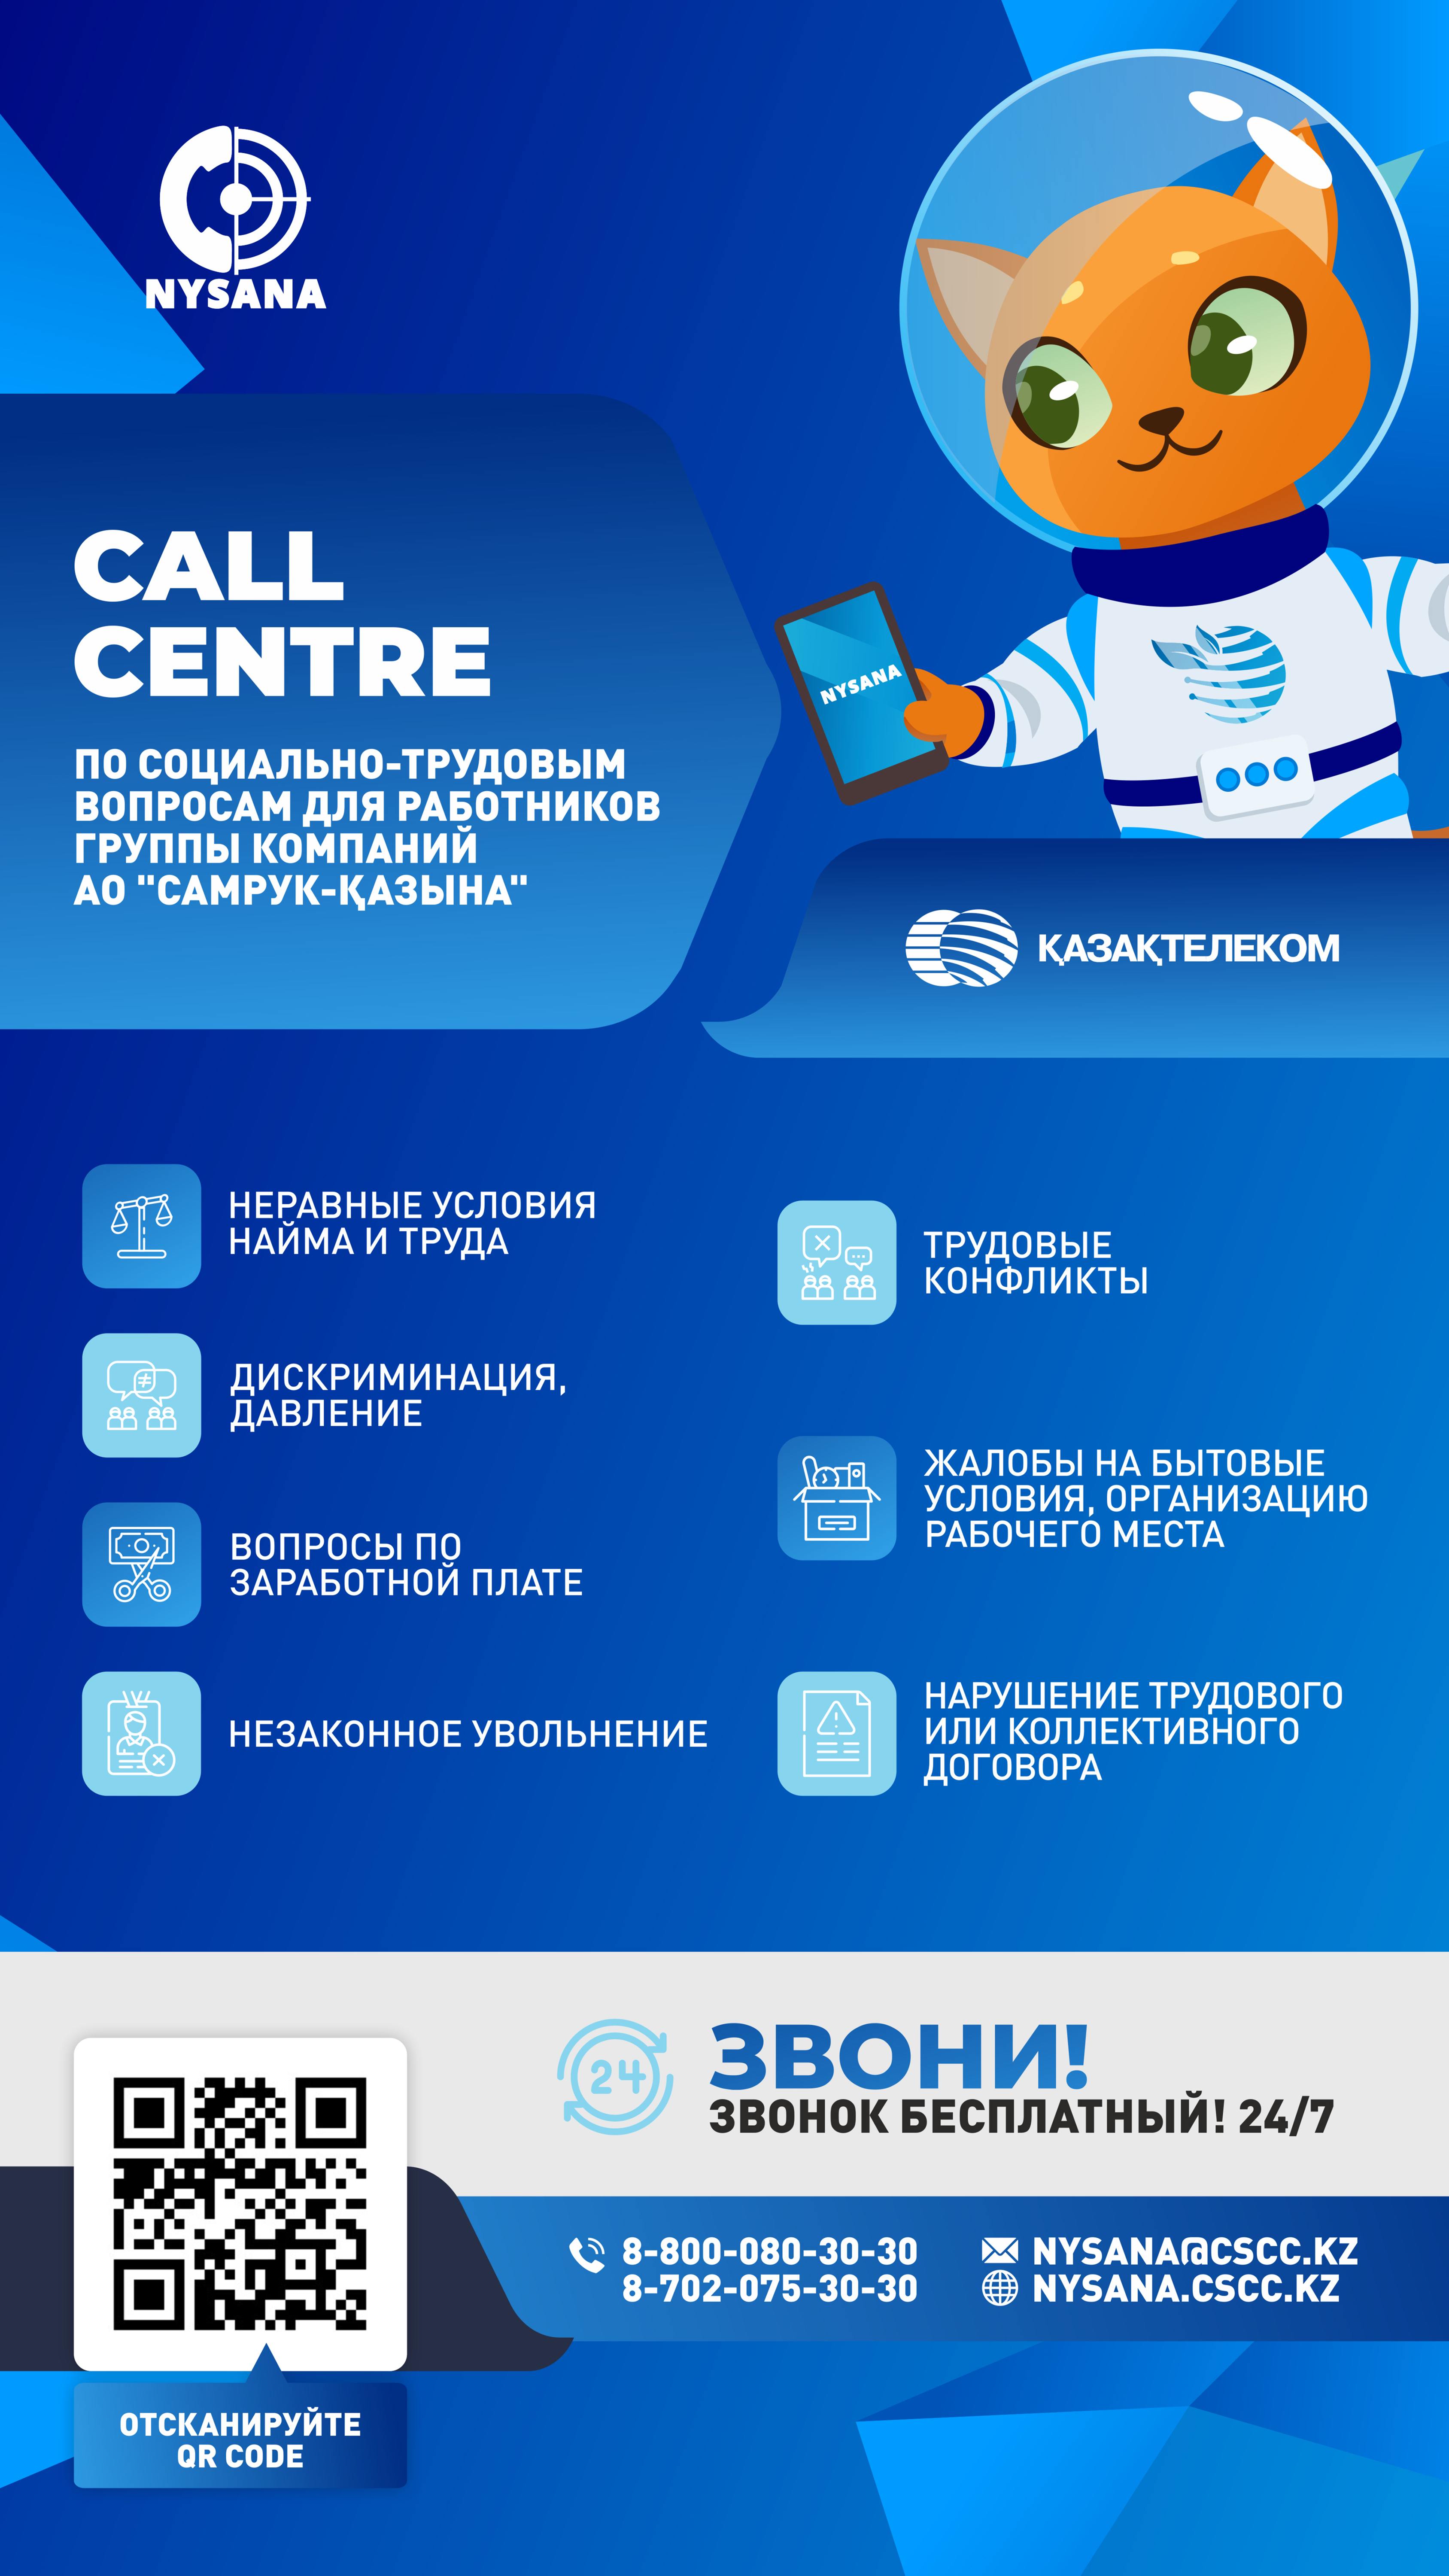 NYSANA
CALL
CENTRE
ПО СОЦИАЛЬНО-ТРУДОВЫМ
ВОПРОСАМ ДЛЯ РАБОТНИКОВ
ГРУППЫ КОМПАНИЙ
АО "САМРУК-ҚАЗЫНА"
NYSANA
ҚАЗАҚТЕЛЕКОМ
НЕРАВНЫЕ УСЛОВИЯ
НАЙМА И ТРУДА
ДИСКРИМИНАЦИЯ,
ДАВЛЕНИЕ
ВОПРОСЫ ПО
ЗАРАБОТНОЙ ПЛАТЕ
НЕЗАКОННОЕ УВОЛЬНЕНИЕ
ТРУДОВЫЕ
КОНФЛИКТЫ
ЖАЛОБЫ НА БЫТОВЫЕ
УСЛОВИЯ, ОРГАНИЗАЦИЮ
РАБОЧЕГО МЕСТА
НАРУШЕНИЕ ТРУДОВОГО
ИЛИ КОЛЛЕКТИВНОГО
ДОГОВОРА
24
ЗВОНИ!
ЗВОНОК БЕСПЛАТНЫЙ! 24/7
8-800-080-30-30
8-702-075-30-30
NYSANA@CSCC.KZ
NYSANA.CSCC.KZ
ОТСКАНИРУЙТЕ
QR CODE